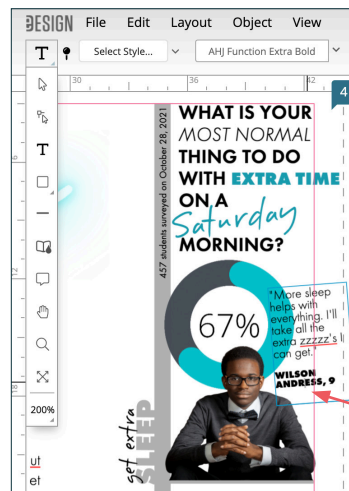 DESIGN File Edit Layout Object View
T Select Style... AHJ Function Extra Bold
30 36 42
4
T
6
12
18
200%
457 students surveyed on October 28, 2021
WHAT IS YOUR
MOST NORMAL
THING TO DO
WITH EXTRA TIME
ON A
Saturday
MORNING?
67%
"More sleep
helps with
everything. I'll
take all the
extra zzzzz's I
can get."
WILSON
ANDRESS, 9
get extra
SLEEP
ut
et